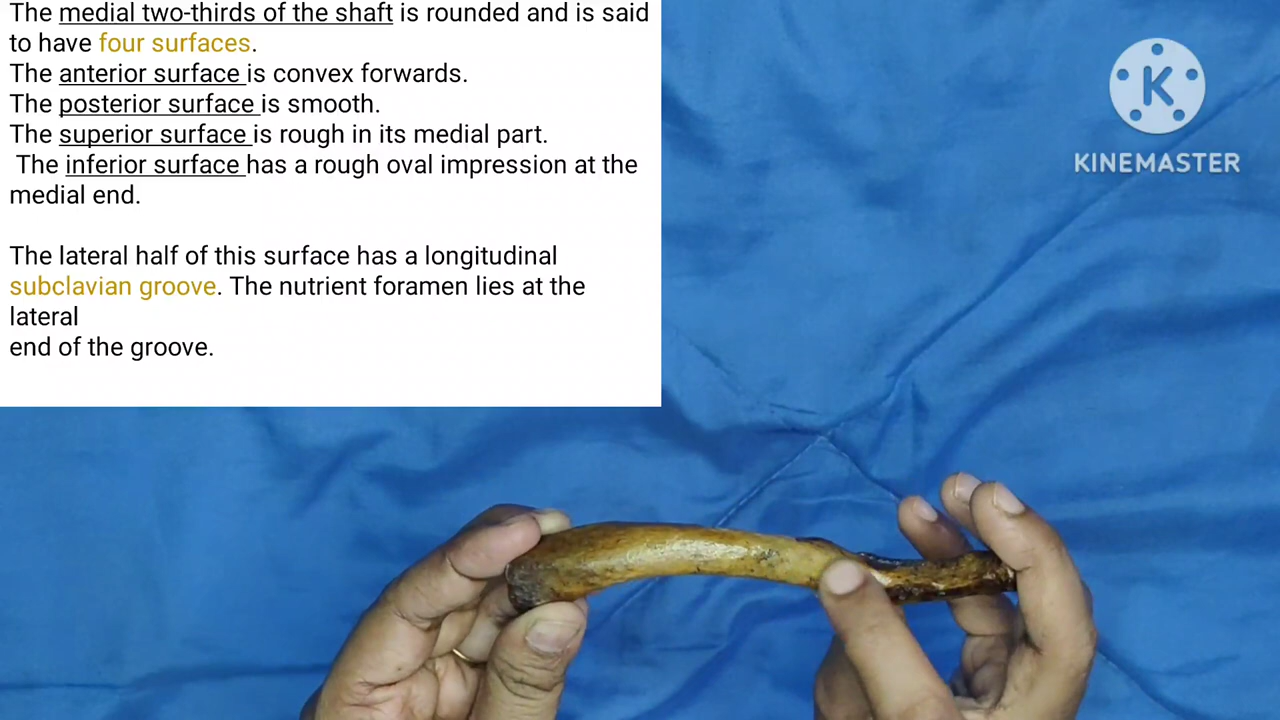 The medial two-thirds of the shaft is rounded and is said
to have four surfaces.
The anterior surface is convex forwards.
The posterior surface is smooth.
The superior surface is rough in its medial part.
The inferior surface has a rough oval impression at the
medial end.
The lateral half of this surface has a longitudinal
subclavian groove. The nutrient foramen lies at the
lateral
end of the groove.
K
KINEMASTER